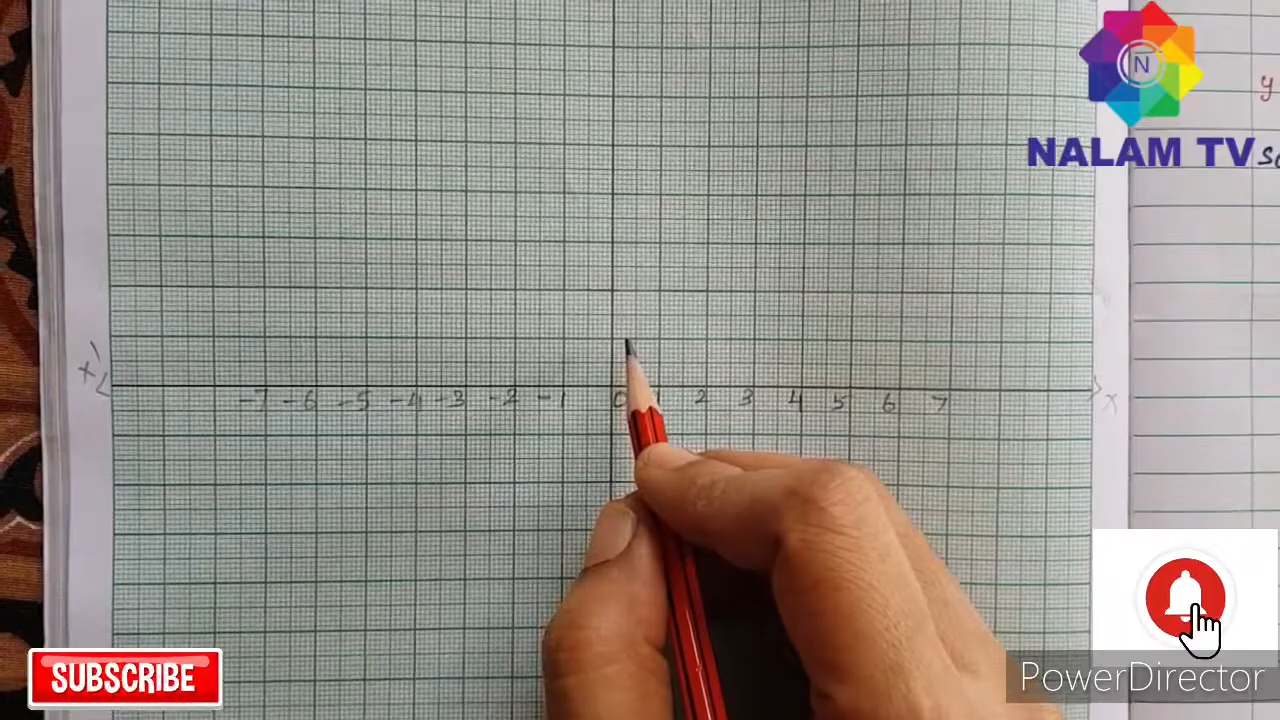 N
NALAM TV
y
x'
-7 -6 -5 -4 -3 -2 -1 0 1 2 3 4 5 6 7
x
SUBSCRIBE
PowerDirector